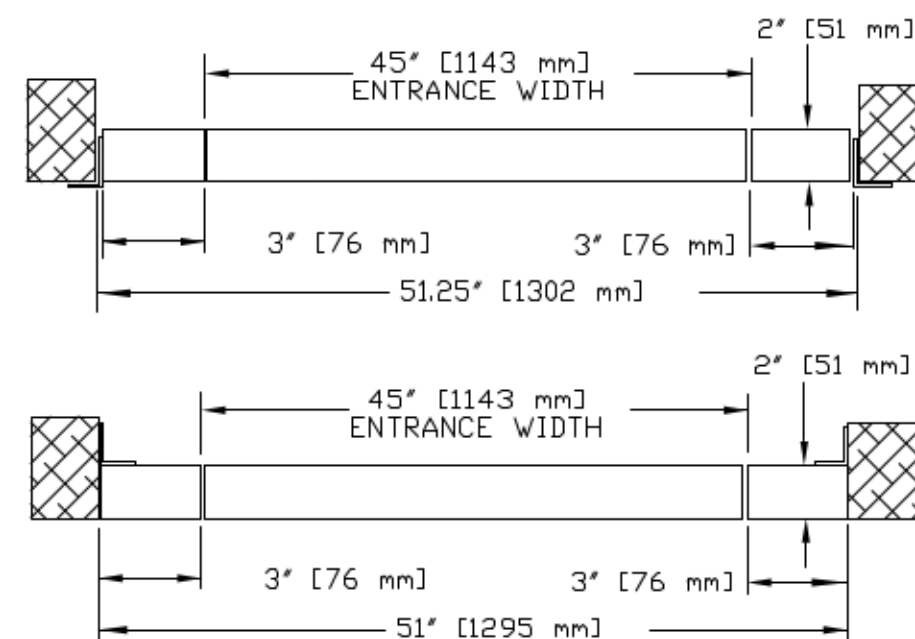 2" [51 mm]
45" [1143 mm]
ENTRANCE WIDTH
3" [76 mm]
3" [76 mm]
51.25" [1302 mm]
2" [51 mm]
45" [1143 mm]
ENTRANCE WIDTH
3" [76 mm]
3" [76 mm]
51" [1295 mm]